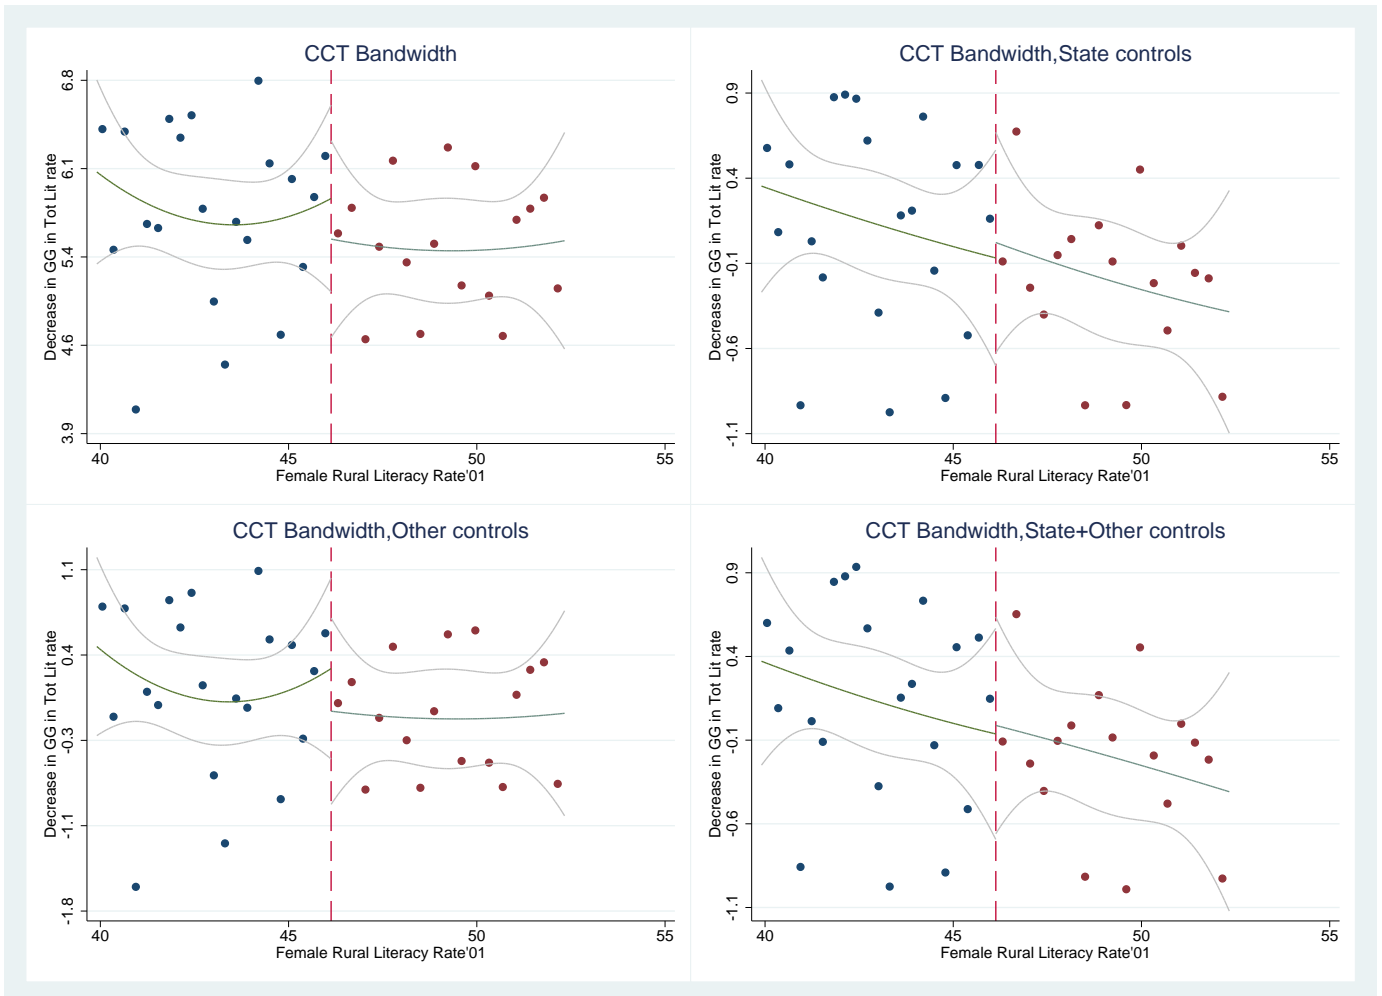 CCT Bandwidth
Decrease in GG in Tot Lit rate
6.8
6.1
5.4
4.6
3.9
40 45 50 55
Female Rural Literacy Rate'01
CCT Bandwidth,State controls
Decrease in GG in Tot Lit rate
0.9
0.4
-0.1
-0.6
-1.1
40 45 50 55
Female Rural Literacy Rate'01
CCT Bandwidth,Other controls
Decrease in GG in Tot Lit rate
1.1
0.4
-0.3
-1.1
-1.8
40 45 50 55
Female Rural Literacy Rate'01
CCT Bandwidth,State+Other controls
Decrease in GG in Tot Lit rate
0.9
0.4
-0.1
-0.6
-1.1
40 45 50 55
Female Rural Literacy Rate'01